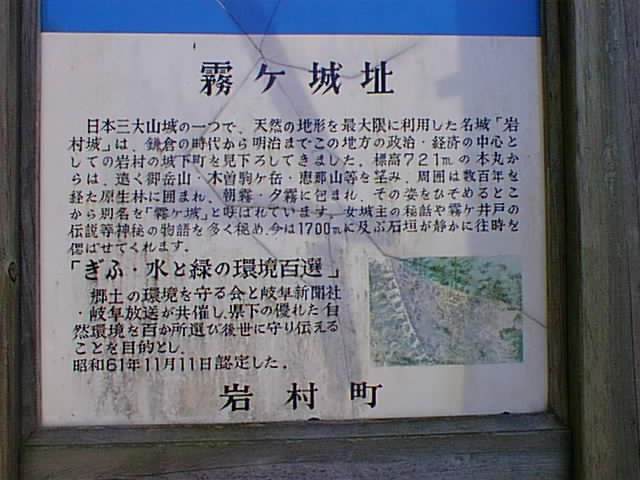 霧ケ城址
日本三大山城の一つで、天然の地形を最大限に利用した名城「岩
村城」は、鎌倉の時代から明治までこの地方の政治・経済の中心と
しての岩村の城下町を見下ろしてきました。標高721mの本丸か
らは、遠く御岳山・木曽駒ケ岳・恵那山等を望み、周囲は数百年を
経た原生林に囲まれ、朝霧・夕霧に包まれ、その姿をひそめるとこ
から別名を「霧ケ城」と呼ばれています。女城主の秘話や霧ケ井戸の
伝説等神秘の物語を多く秘め、今は1700mに及ぶ石垣が静かに往時を
偲ばせてくれます。
「ぎふ・水と緑の環境百選」
郷土の環境を守る会と岐阜新聞社
・岐阜放送が共催し、県下の優れた自
然環境を百か所選び後世に守り伝える
ことを目的とし、
昭和61年11月11日認定した。
岩村町